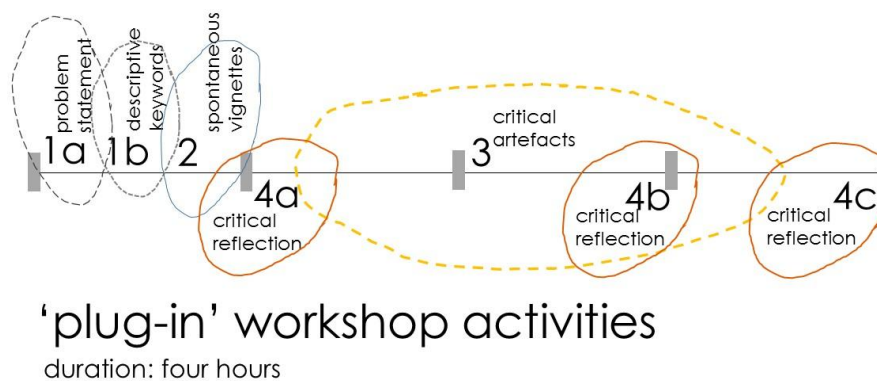 problem
statement
descriptive
keywords
spontaneous
vignettes
1a
1b
2
critical
artefacts
3
4a
critical
reflection
4b
critical
reflection
4c
critical
reflection
‘plug-in’ workshop activities
duration: four hours